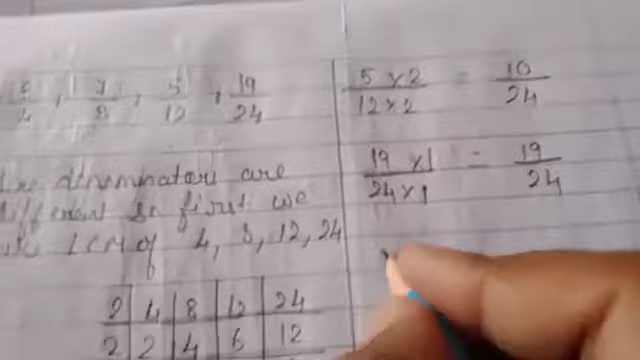 /4 , 7/8 , 5/12 , 19/24
denominators are
different so first we
LCM of 4, 8, 12, 24
2 | 4 | 8 | 12 | 24
2 | 2 | 4 | 6 | 12
5 × 2 / 12 × 2 = 10 / 24
19 × 1 / 24 × 1 = 19 / 24